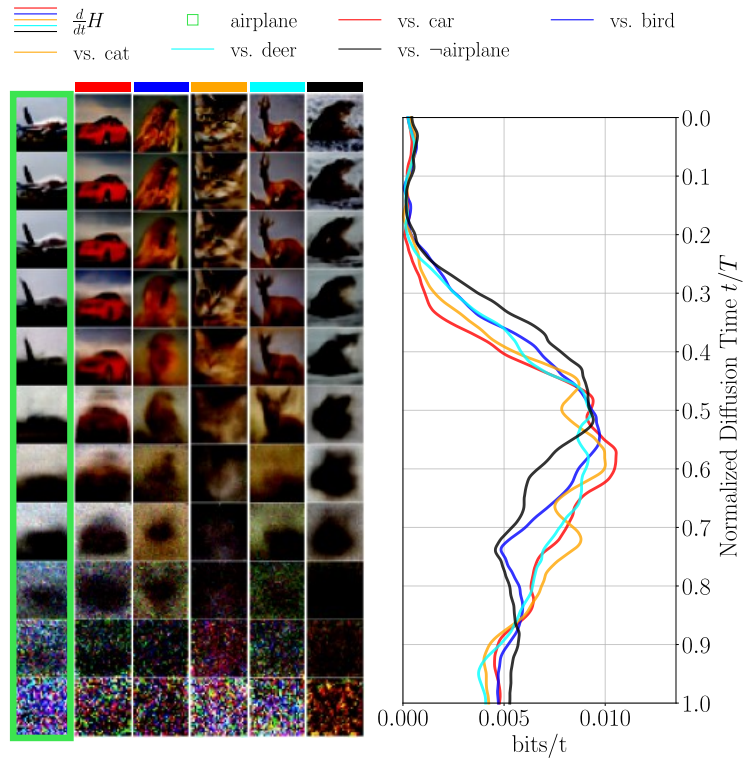 d/dt H airplane vs. car vs. bird
vs. cat vs. deer vs. ¬airplane
0.0
0.1
0.2
0.3
0.4
0.5
0.6
0.7
0.8
0.9
1.0
Normalized Diffusion Time t/T
0.000 0.005 0.010
bits/t